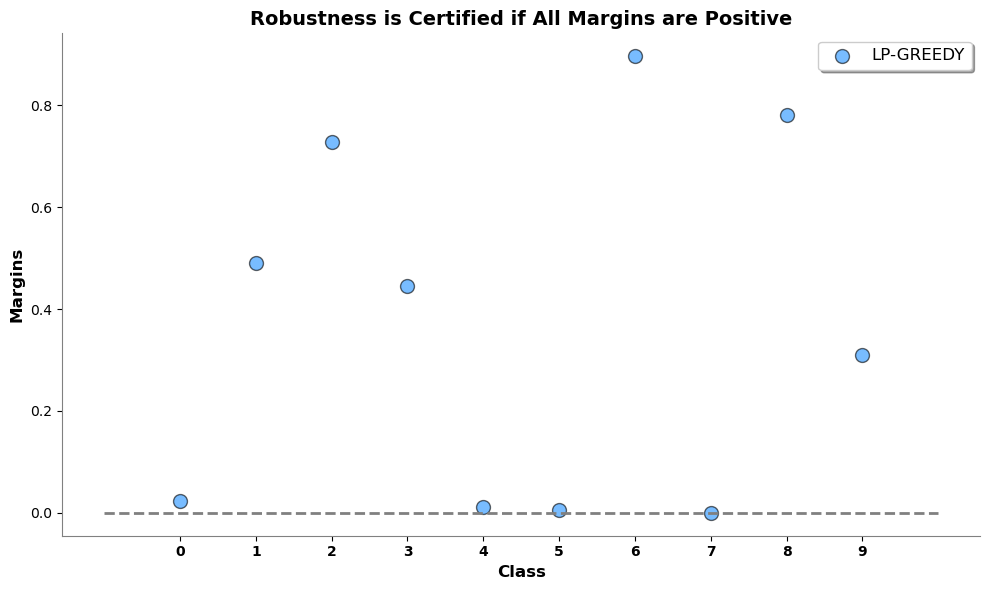 Robustness is Certified if All Margins are Positive
LP-GREEDY
Margins
0.8
0.6
0.4
0.2
0.0
0 1 2 3 4 5 6 7 8 9
Class